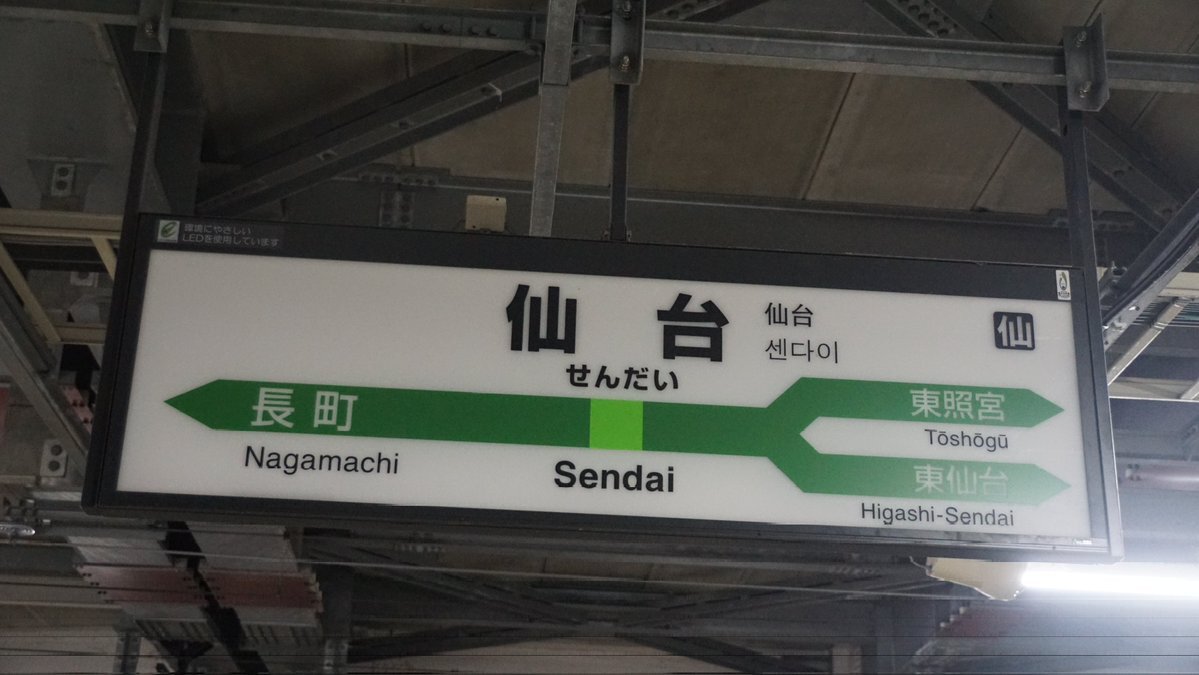 環境にやさしい
LEDを使用しています
仙台
仙台
센다이
仙
せんだい
長町
東照宮
Nagamachi
Sendai
Tōshōgū
東仙台
Higashi-Sendai